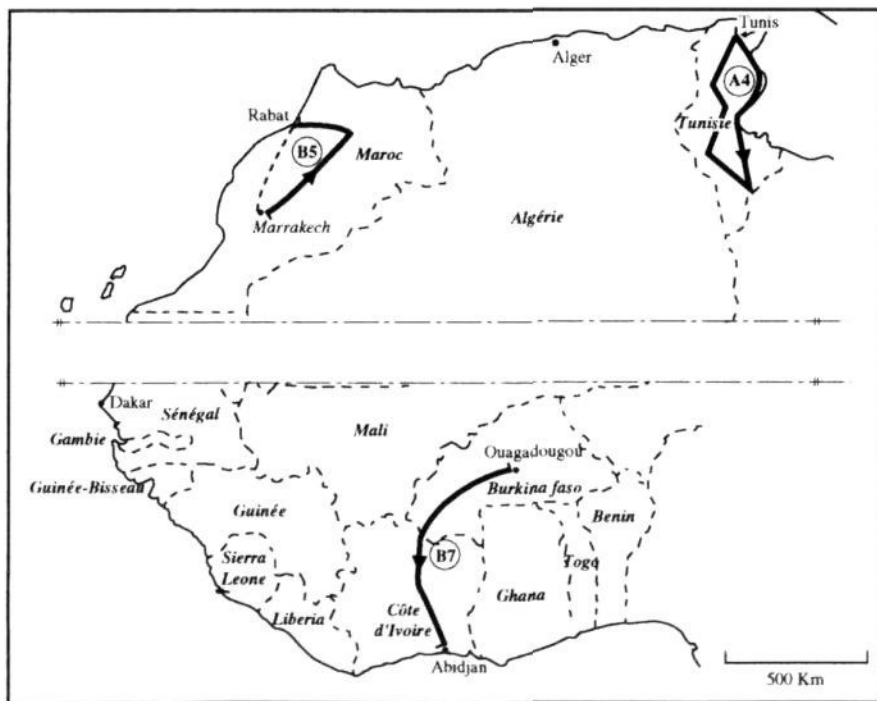 Tunis
Alger
A4
Rabat
Tunisie
B5
Maroc
Algérie
Marrakech
Dakar
Sénégal
Gambie
Mali
Ouagadougou
Guinée-Bisseau
Burkina faso
Guinée
Benin
Sierra
Leone
B7
Togo
Ghana
Liberia
Côte
d'Ivoire
Abidjan
500 Km